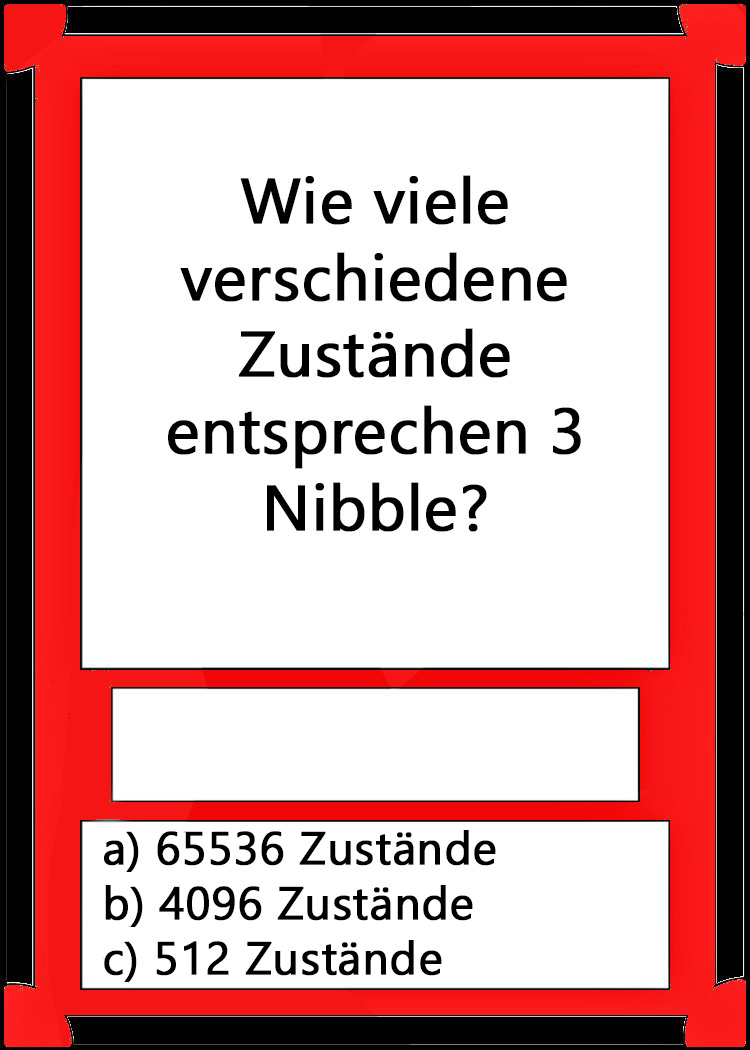 Wie viele
verschiedene
Zustände
entsprechen 3
Nibble?
a) 65536 Zustände
b) 4096 Zustände
c) 512 Zustände